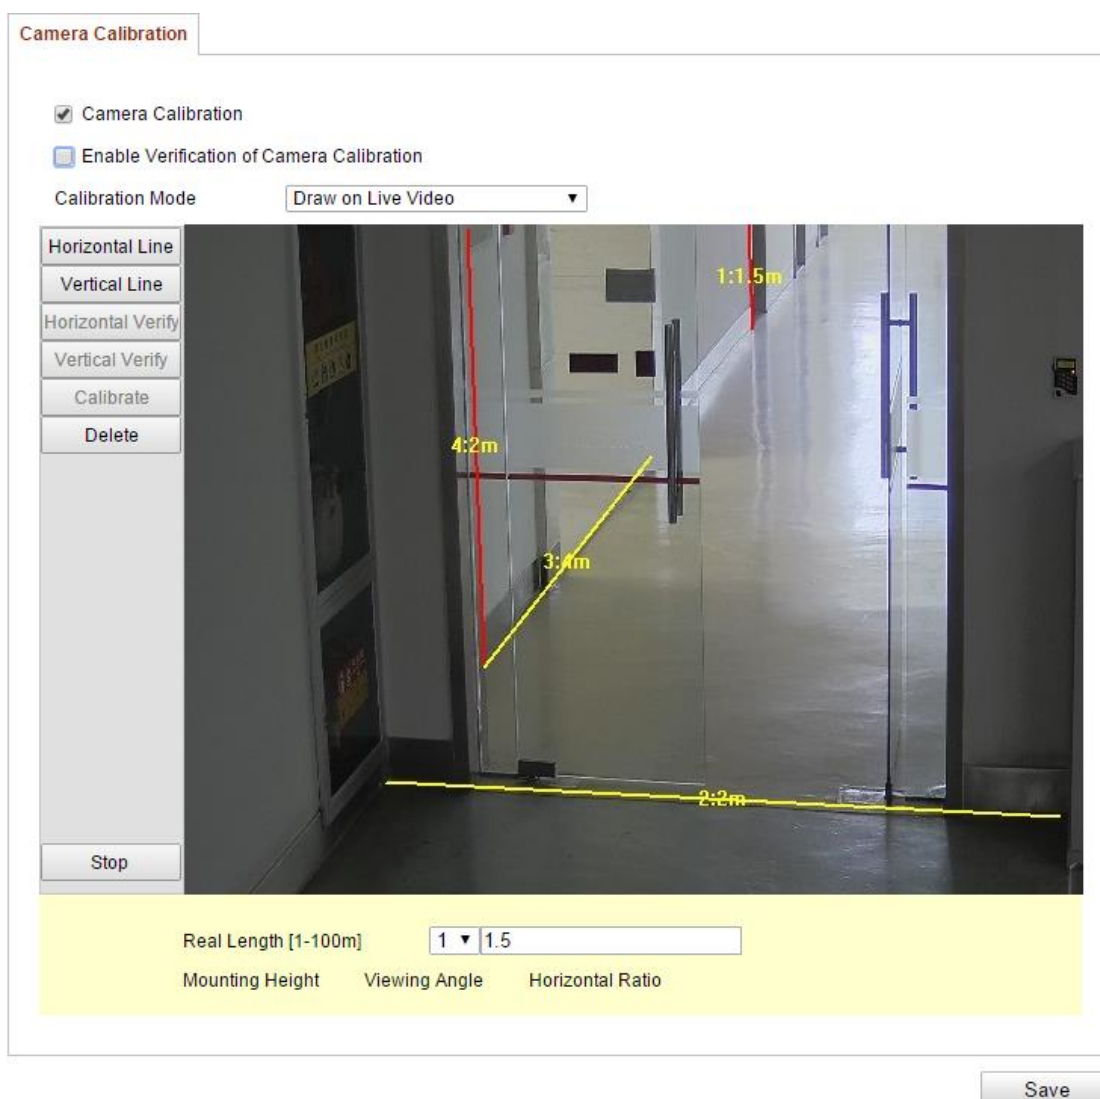 Camera Calibration
Camera Calibration
Enable Verification of Camera Calibration
Calibration Mode Draw on Live Video
Horizontal Line
Vertical Line
Horizontal Verify
Vertical Verify
Calibrate
Delete
1:1.5m
4:2m
3:4m
2:2m
Stop
Real Length [1-100m] 1 1.5
Mounting Height Viewing Angle Horizontal Ratio
Save